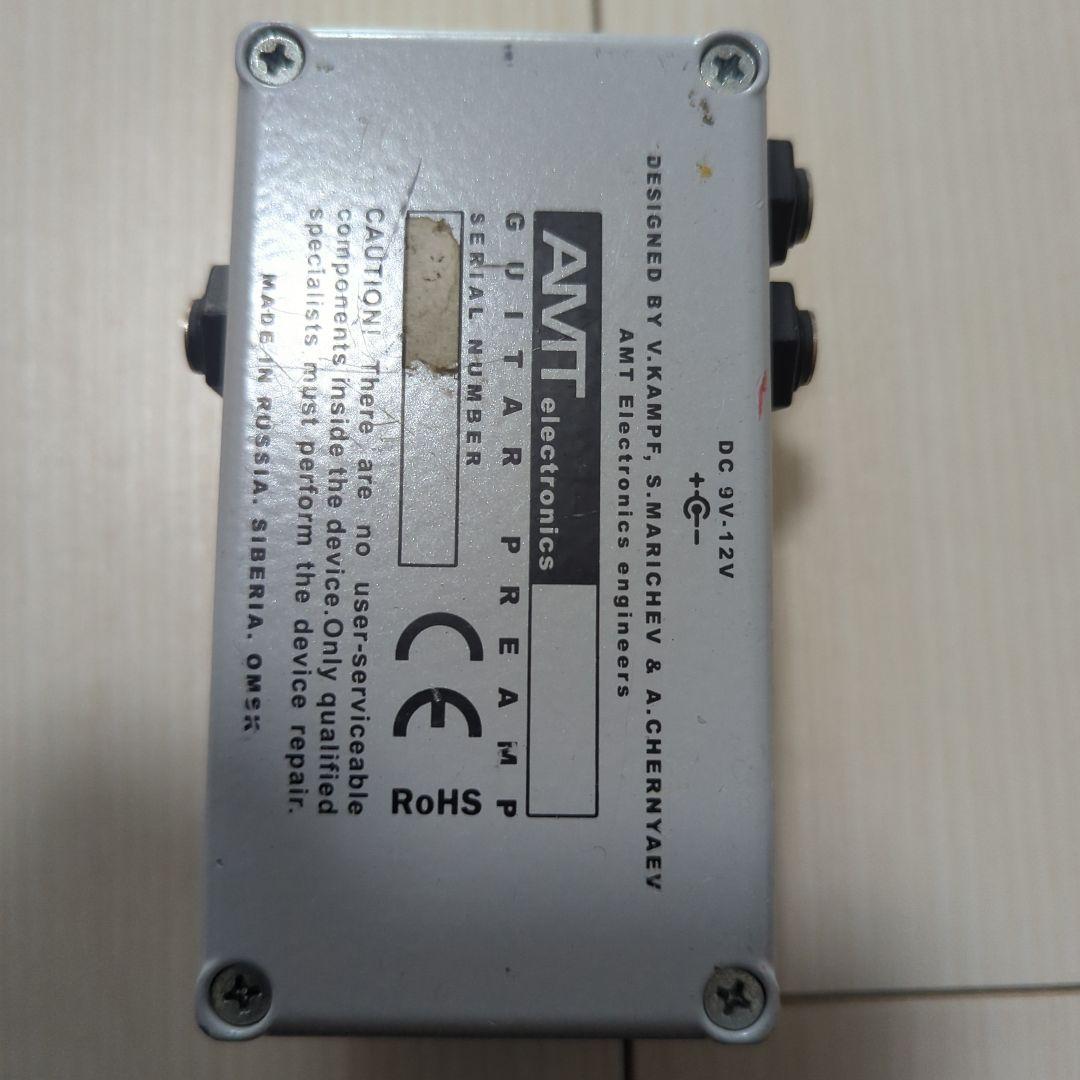 DC 9V-12V
+ -
DESIGNED BY V.KAMPF, S.MARICHEV & A.CHERNYAEV
AMT Electronics engineers
AMT electronics
GUITAR PREAMP
SERIAL NUMBER
CE RoHS
CAUTION! There are no user-serviceable
components inside the device.Only qualified
specialists must perform the device repair.
MADE IN RUSSIA. SIBERIA. OMSK